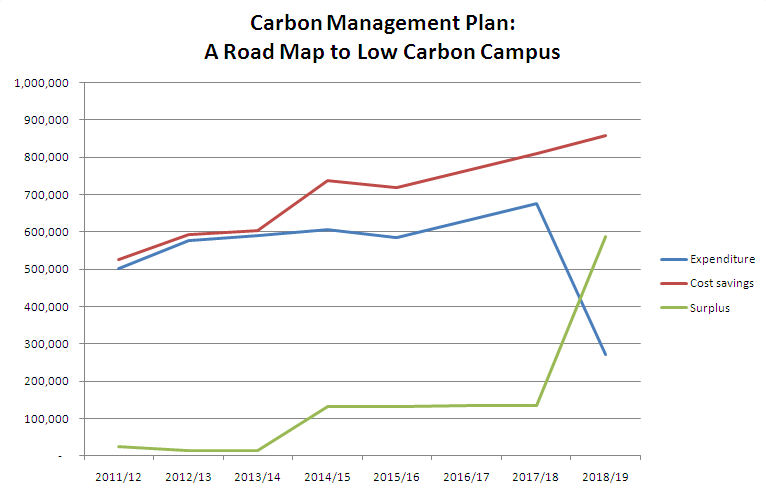 Carbon Management Plan:
A Road Map to Low Carbon Campus
1,000,000
900,000
800,000
700,000
600,000
500,000
400,000
300,000
200,000
100,000
-
2011/12 2012/13 2013/14 2014/15 2015/16 2016/17 2017/18 2018/19
Expenditure
Cost savings
Surplus